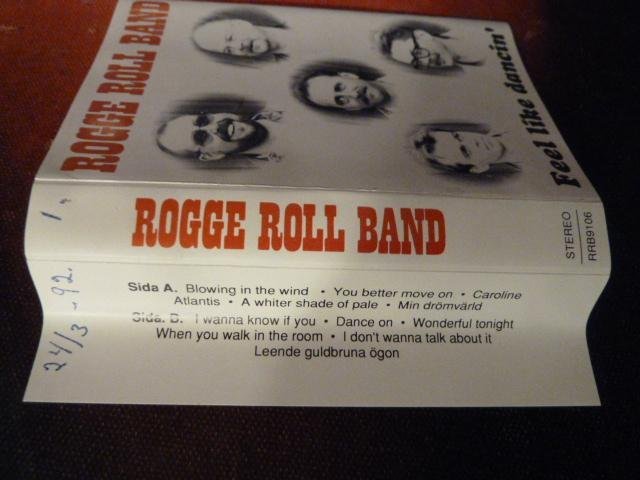 ROGGE ROLL BAND
Feel like dancin'
ROGGE ROLL BAND
STEREO
RRB9106
Sida A. Blowing in the wind • You better move on • Caroline
Atlantis • A whiter shade of pale • Min drömvärld
Sida. B. I wanna know if you • Dance on • Wonderful tonight
When you walk in the room • I don't wanna talk about it
Leende guldbruna ögon
24/3 -92.